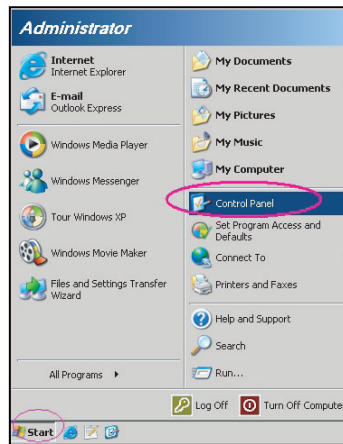 Administrator
Internet
Internet Explorer
E-mail
Outlook Express
Windows Media Player
Windows Messenger
Tour Windows XP
Windows Movie Maker
Files and Settings Transfer
Wizard
All Programs
My Documents
My Recent Documents
My Pictures
My Music
My Computer
Control Panel
Set Program Access and
Defaults
Connect To
Printers and Faxes
Help and Support
Search
Run...
Log Off
Turn Off Compute
Start